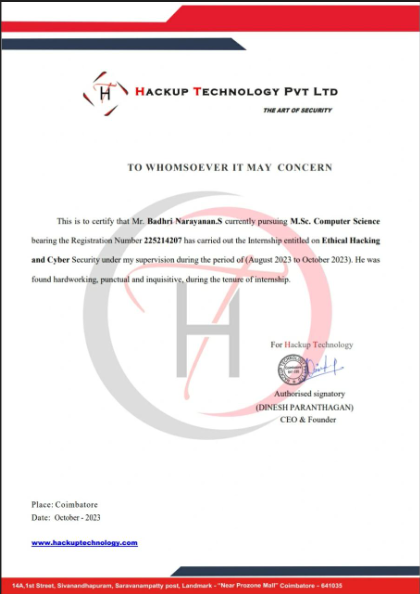 HACKUP TECHNOLOGY PVT LTD
THE ART OF SECURITY
TO WHOMSOEVER IT MAY CONCERN
This is to certify that Mr. Badhri Narayanan.S currently pursuing M.Sc. Computer Science
bearing the Registration Number 225214207 has carried out the Internship entitled on Ethical Hacking
and Cyber Security under my supervision during the period of (August 2023 to October 2023). He was
found hardworking, punctual and inquisitive, during the tenure of internship.
For Hackup Technology
Authorised signatory
(DINESH PARANTHAGAN)
CEO & Founder
Place: Coimbatore
Date: October - 2023
www.hackuptechnology.com
14A,1st Street, Sivanandhapuram, Saravanampatty post, Landmark - "Near Prozone Mall" Coimbatore - 641035